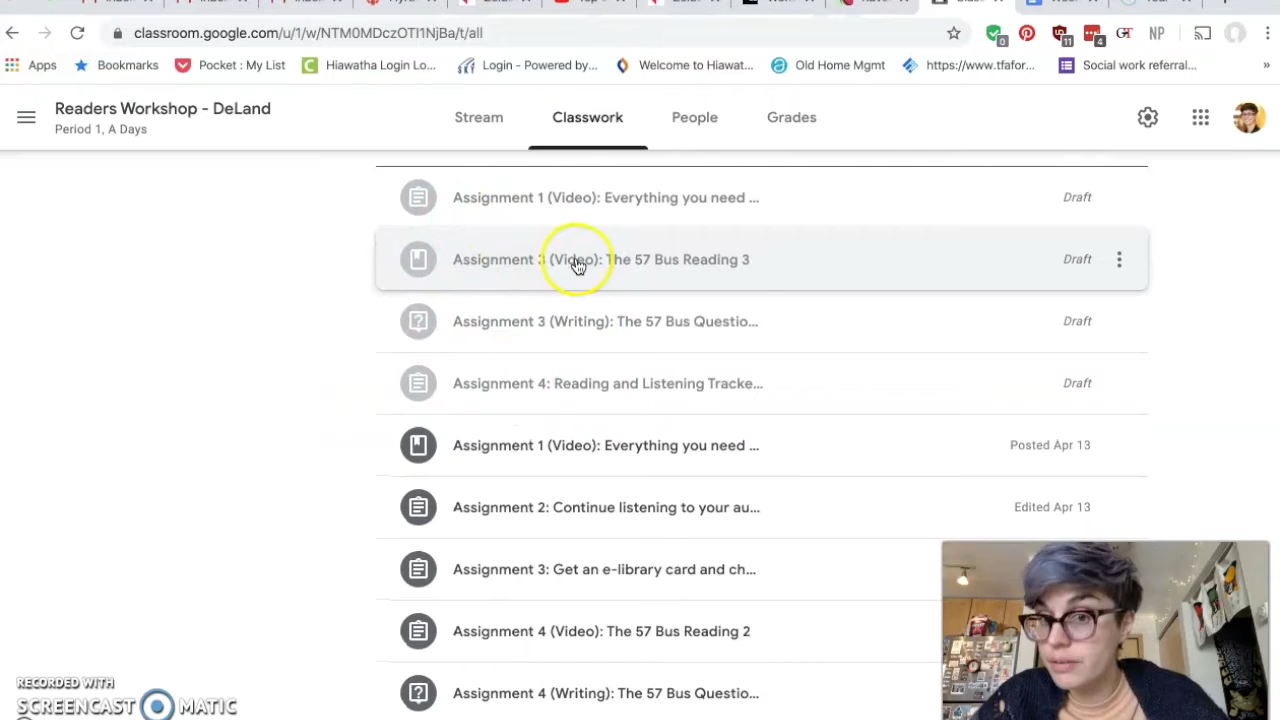 classroom.google.com/u/1/w/NTM0MDczOTI1NjBa/t/all
0
11
4
GT
NP
Apps
Bookmarks
Pocket : My List
Hiawatha Login Lo...
Login - Powered by...
Welcome to Hiawat...
Old Home Mgmt
https://www.tfafor...
Social work referral...
»
Readers Workshop - DeLand
Period 1, A Days
Stream
Classwork
People
Grades
Assignment 1 (Video): Everything you need ...
Draft
Assignment 3 (Video): The 57 Bus Reading 3
Draft
Assignment 3 (Writing): The 57 Bus Questio...
Draft
Assignment 4: Reading and Listening Tracke...
Draft
Assignment 1 (Video): Everything you need ...
Posted Apr 13
Assignment 2: Continue listening to your au...
Edited Apr 13
Assignment 3: Get an e-library card and ch...
Assignment 4 (Video): The 57 Bus Reading 2
Assignment 4 (Writing): The 57 Bus Questio...
RECORDED WITH
SCREENCAST MATIC